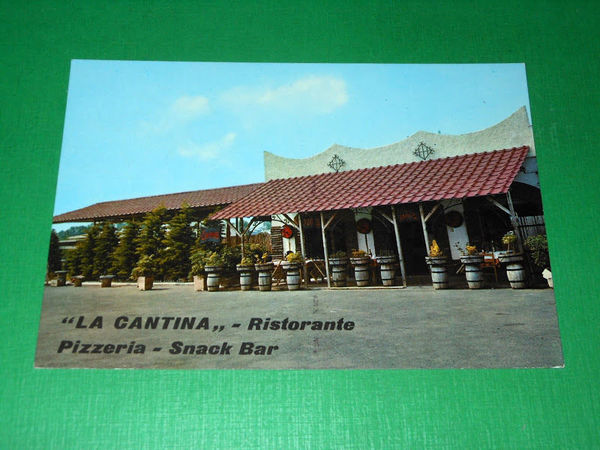 “LA CANTINA„ - Ristorante
Pizzeria - Snack Bar